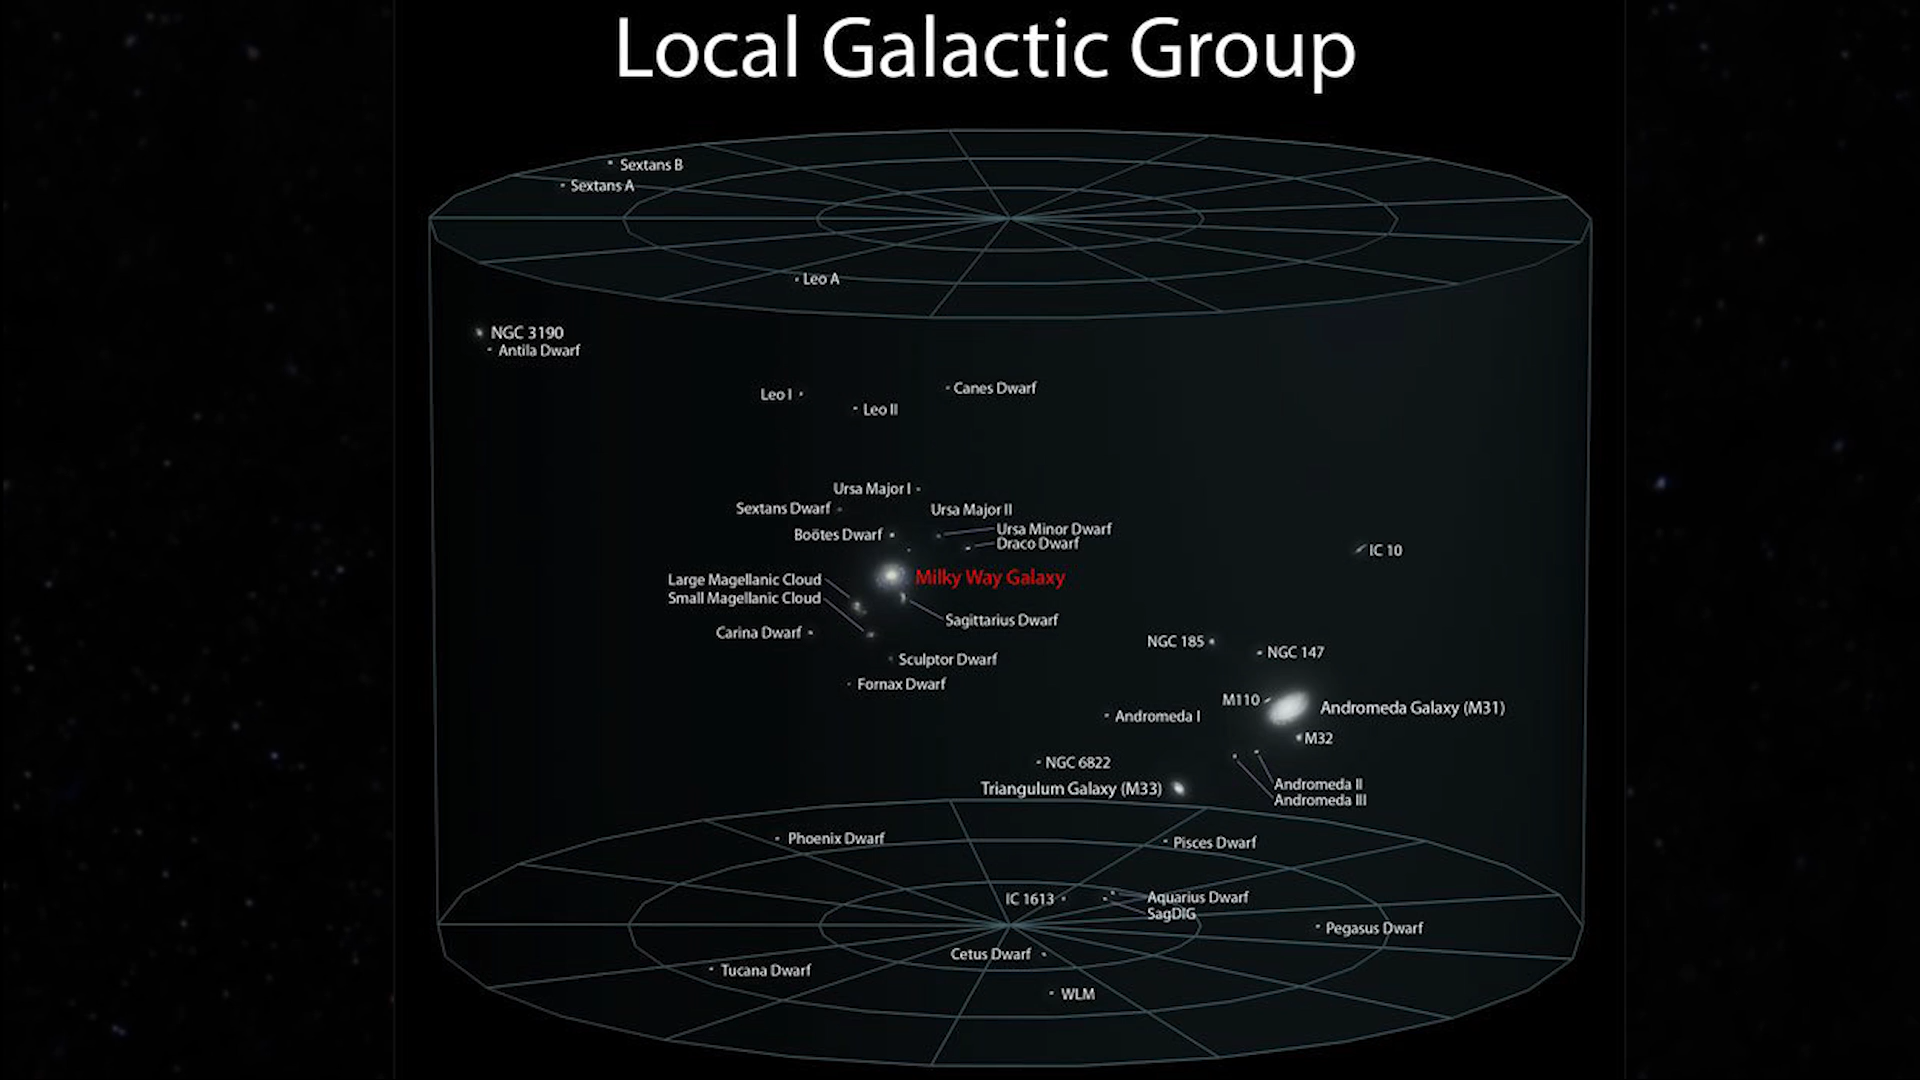 Local Galactic Group
Sextans B
Sextans A
Leo A
NGC 3190
Antila Dwarf
Canes Dwarf
Leo I
Leo II
Ursa Major I
Sextans Dwarf
Ursa Major II
Ursa Minor Dwarf
Boötes Dwarf
Draco Dwarf
IC 10
Milky Way Galaxy
Large Magellanic Cloud
Small Magellanic Cloud
Sagittarius Dwarf
Carina Dwarf
NGC 185
NGC 147
Sculptor Dwarf
Fornax Dwarf
M110
Andromeda Galaxy (M31)
Andromeda I
M32
NGC 6822
Triangulum Galaxy (M33)
Andromeda II
Andromeda III
Phoenix Dwarf
Pisces Dwarf
IC 1613
Aquarius Dwarf
SagDIG
Pegasus Dwarf
Cetus Dwarf
Tucana Dwarf
WLM